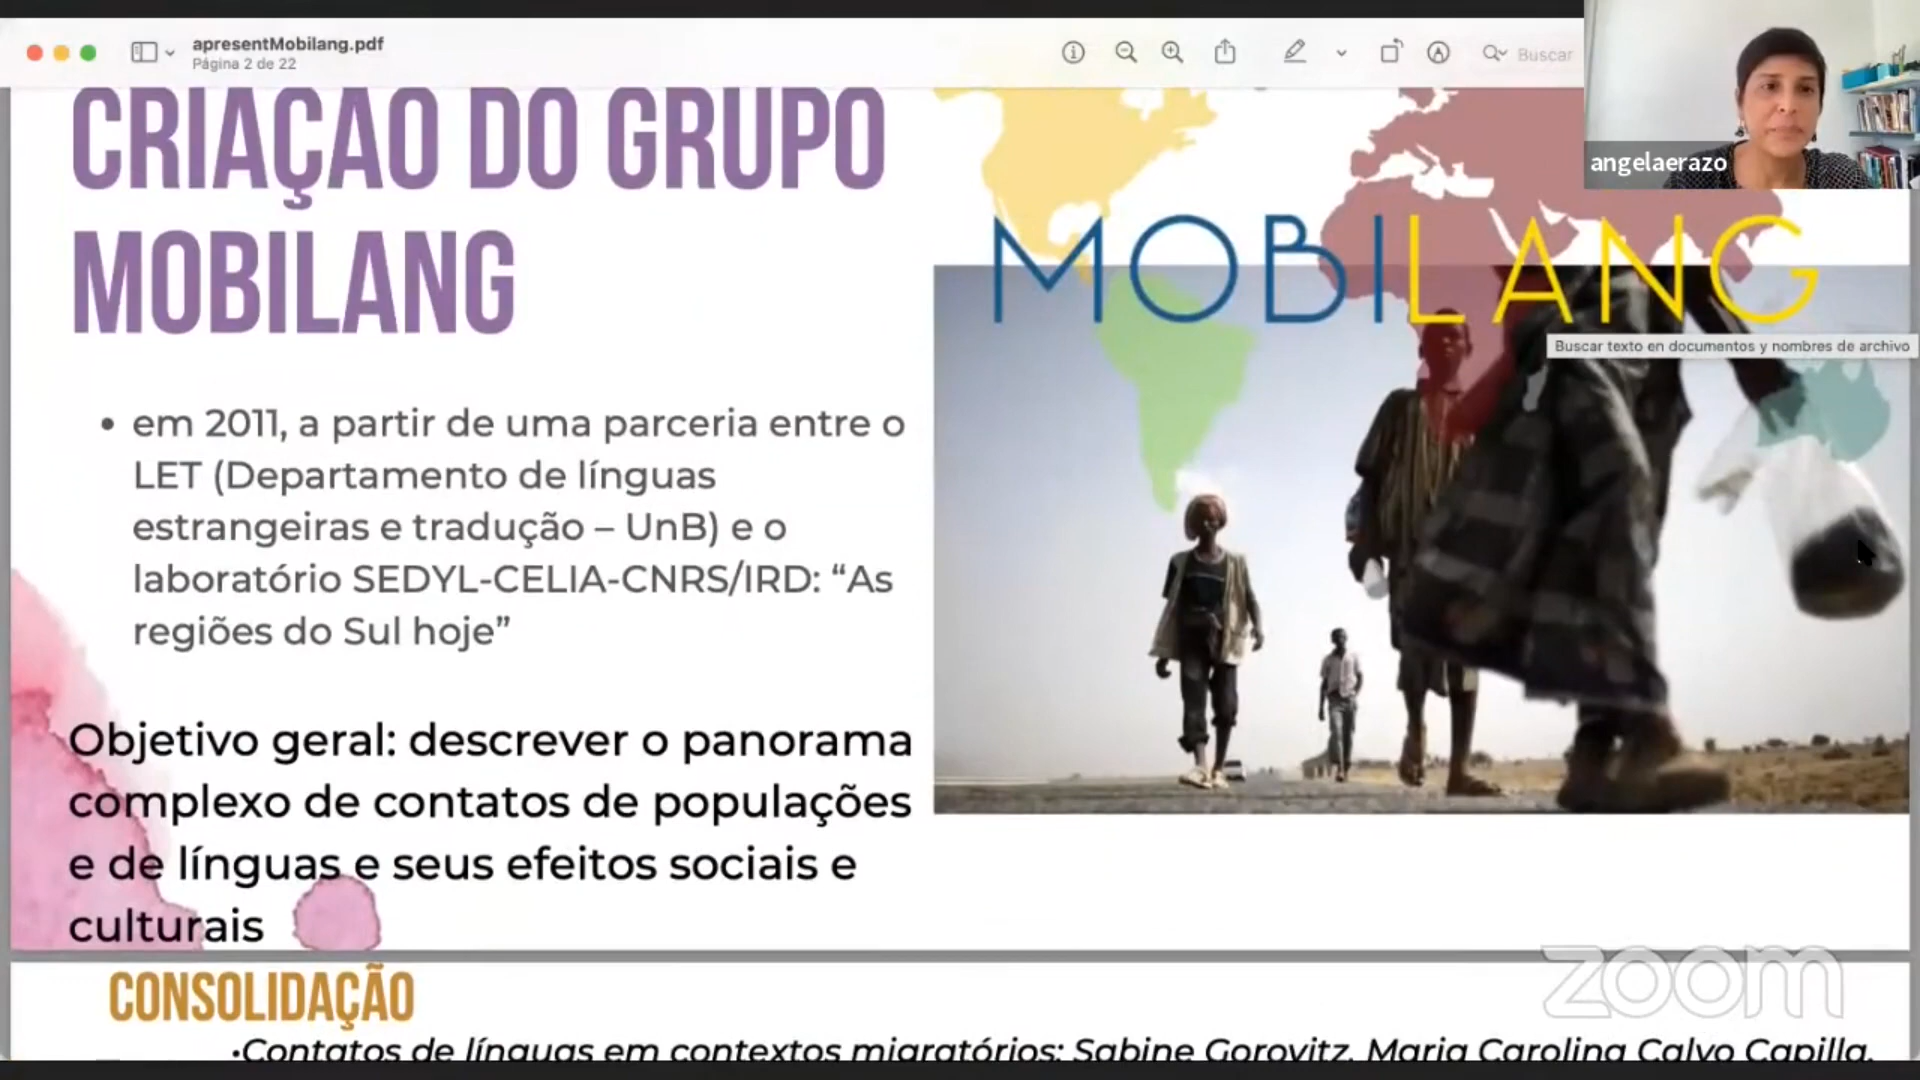 apresentMobilang.pdf
Página 2 de 22
Buscar
angelaerazo
CRIAÇÃO DO GRUPO
MOBILANG
MOBILANG
Buscar texto en documentos y nombres de archivo
• em 2011, a partir de uma parceria entre o
LET (Departamento de línguas
estrangeiras e tradução – UnB) e o
laboratório SEDYL-CELIA-CNRS/IRD: “As
regiões do Sul hoje”
Objetivo geral: descrever o panorama
complexo de contatos de populações
e de línguas e seus efeitos sociais e
culturais
zoom
CONSOLIDAÇÃO
•Contatos de línguas em contextos migratórios: Sabine Gorovitz, Maria Carolina Calvo Capilla,